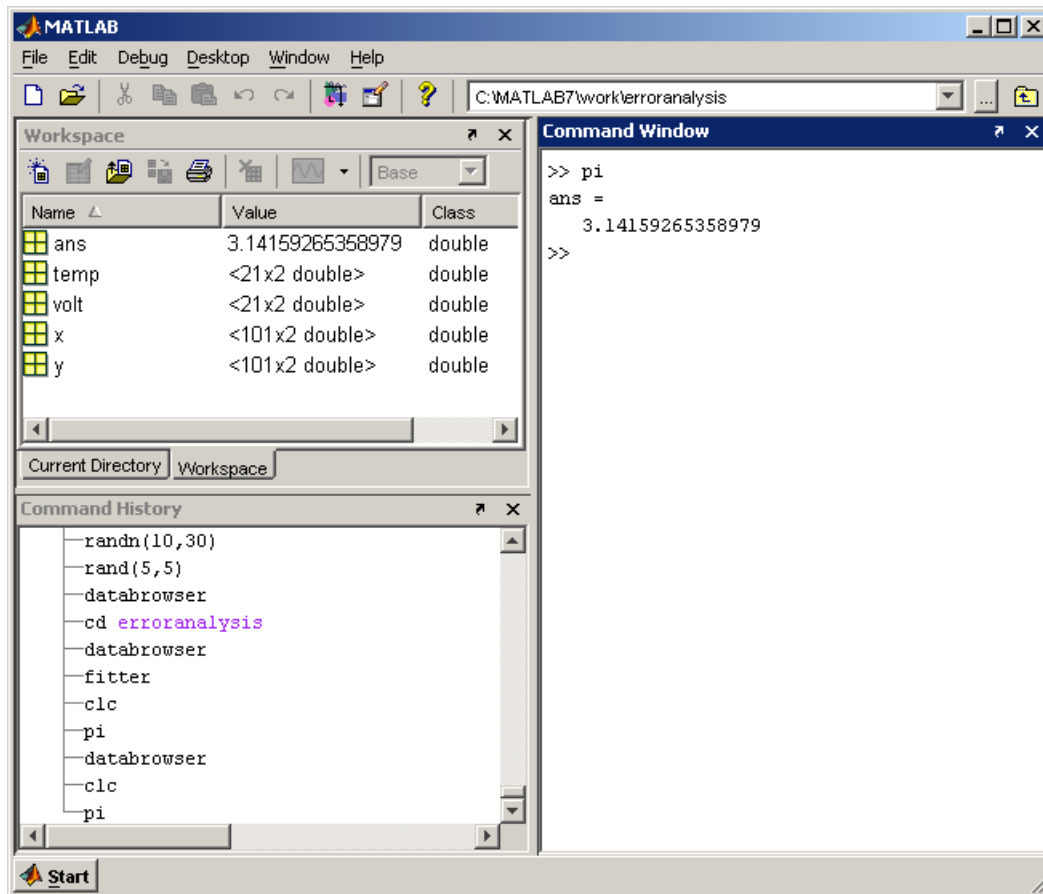 MATLAB
File Edit Debug Desktop Window Help
C:\MATLAB7\work\erroranalysis ...
Workspace
Base
Name Value Class
ans 3.14159265358979 double
temp <21x2 double> double
volt <21x2 double> double
x <101x2 double> double
y <101x2 double> double
Current Directory Workspace
Command History
randn(10,30)
rand(5,5)
databrowser
cd erroranalysis
databrowser
fitter
clc
pi
databrowser
clc
pi
Command Window
>> pi
ans =
3.14159265358979
>>
Start